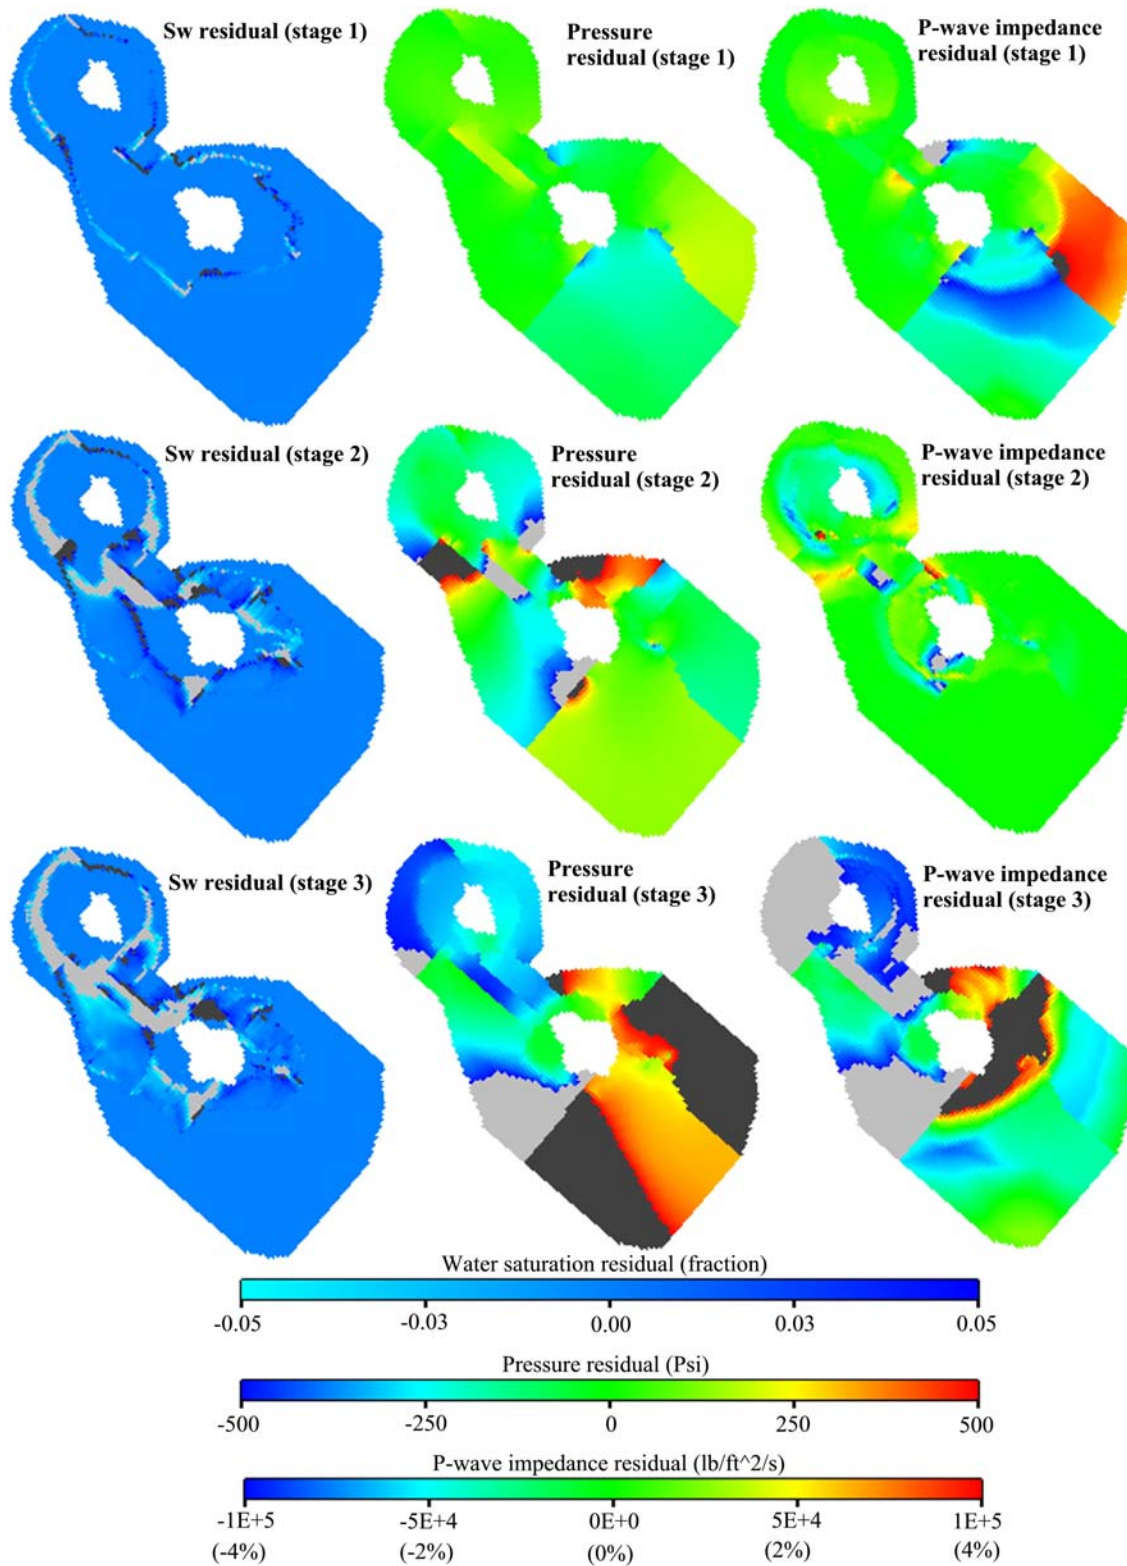 Sw residual (stage 1)
Pressure
residual (stage 1)
P-wave impedance
residual (stage 1)
Sw residual (stage 2)
Pressure
residual (stage 2)
P-wave impedance
residual (stage 2)
Sw residual (stage 3)
Pressure
residual (stage 3)
P-wave impedance
residual (stage 3)
Water saturation residual (fraction)
-0.05 -0.03 0.00 0.03 0.05
Pressure residual (Psi)
-500 -250 0 250 500
P-wave impedance residual (lb/ft^2/s)
-1E+5 -5E+4 0E+0 5E+4 1E+5
(-4%) (-2%) (0%) (2%) (4%)